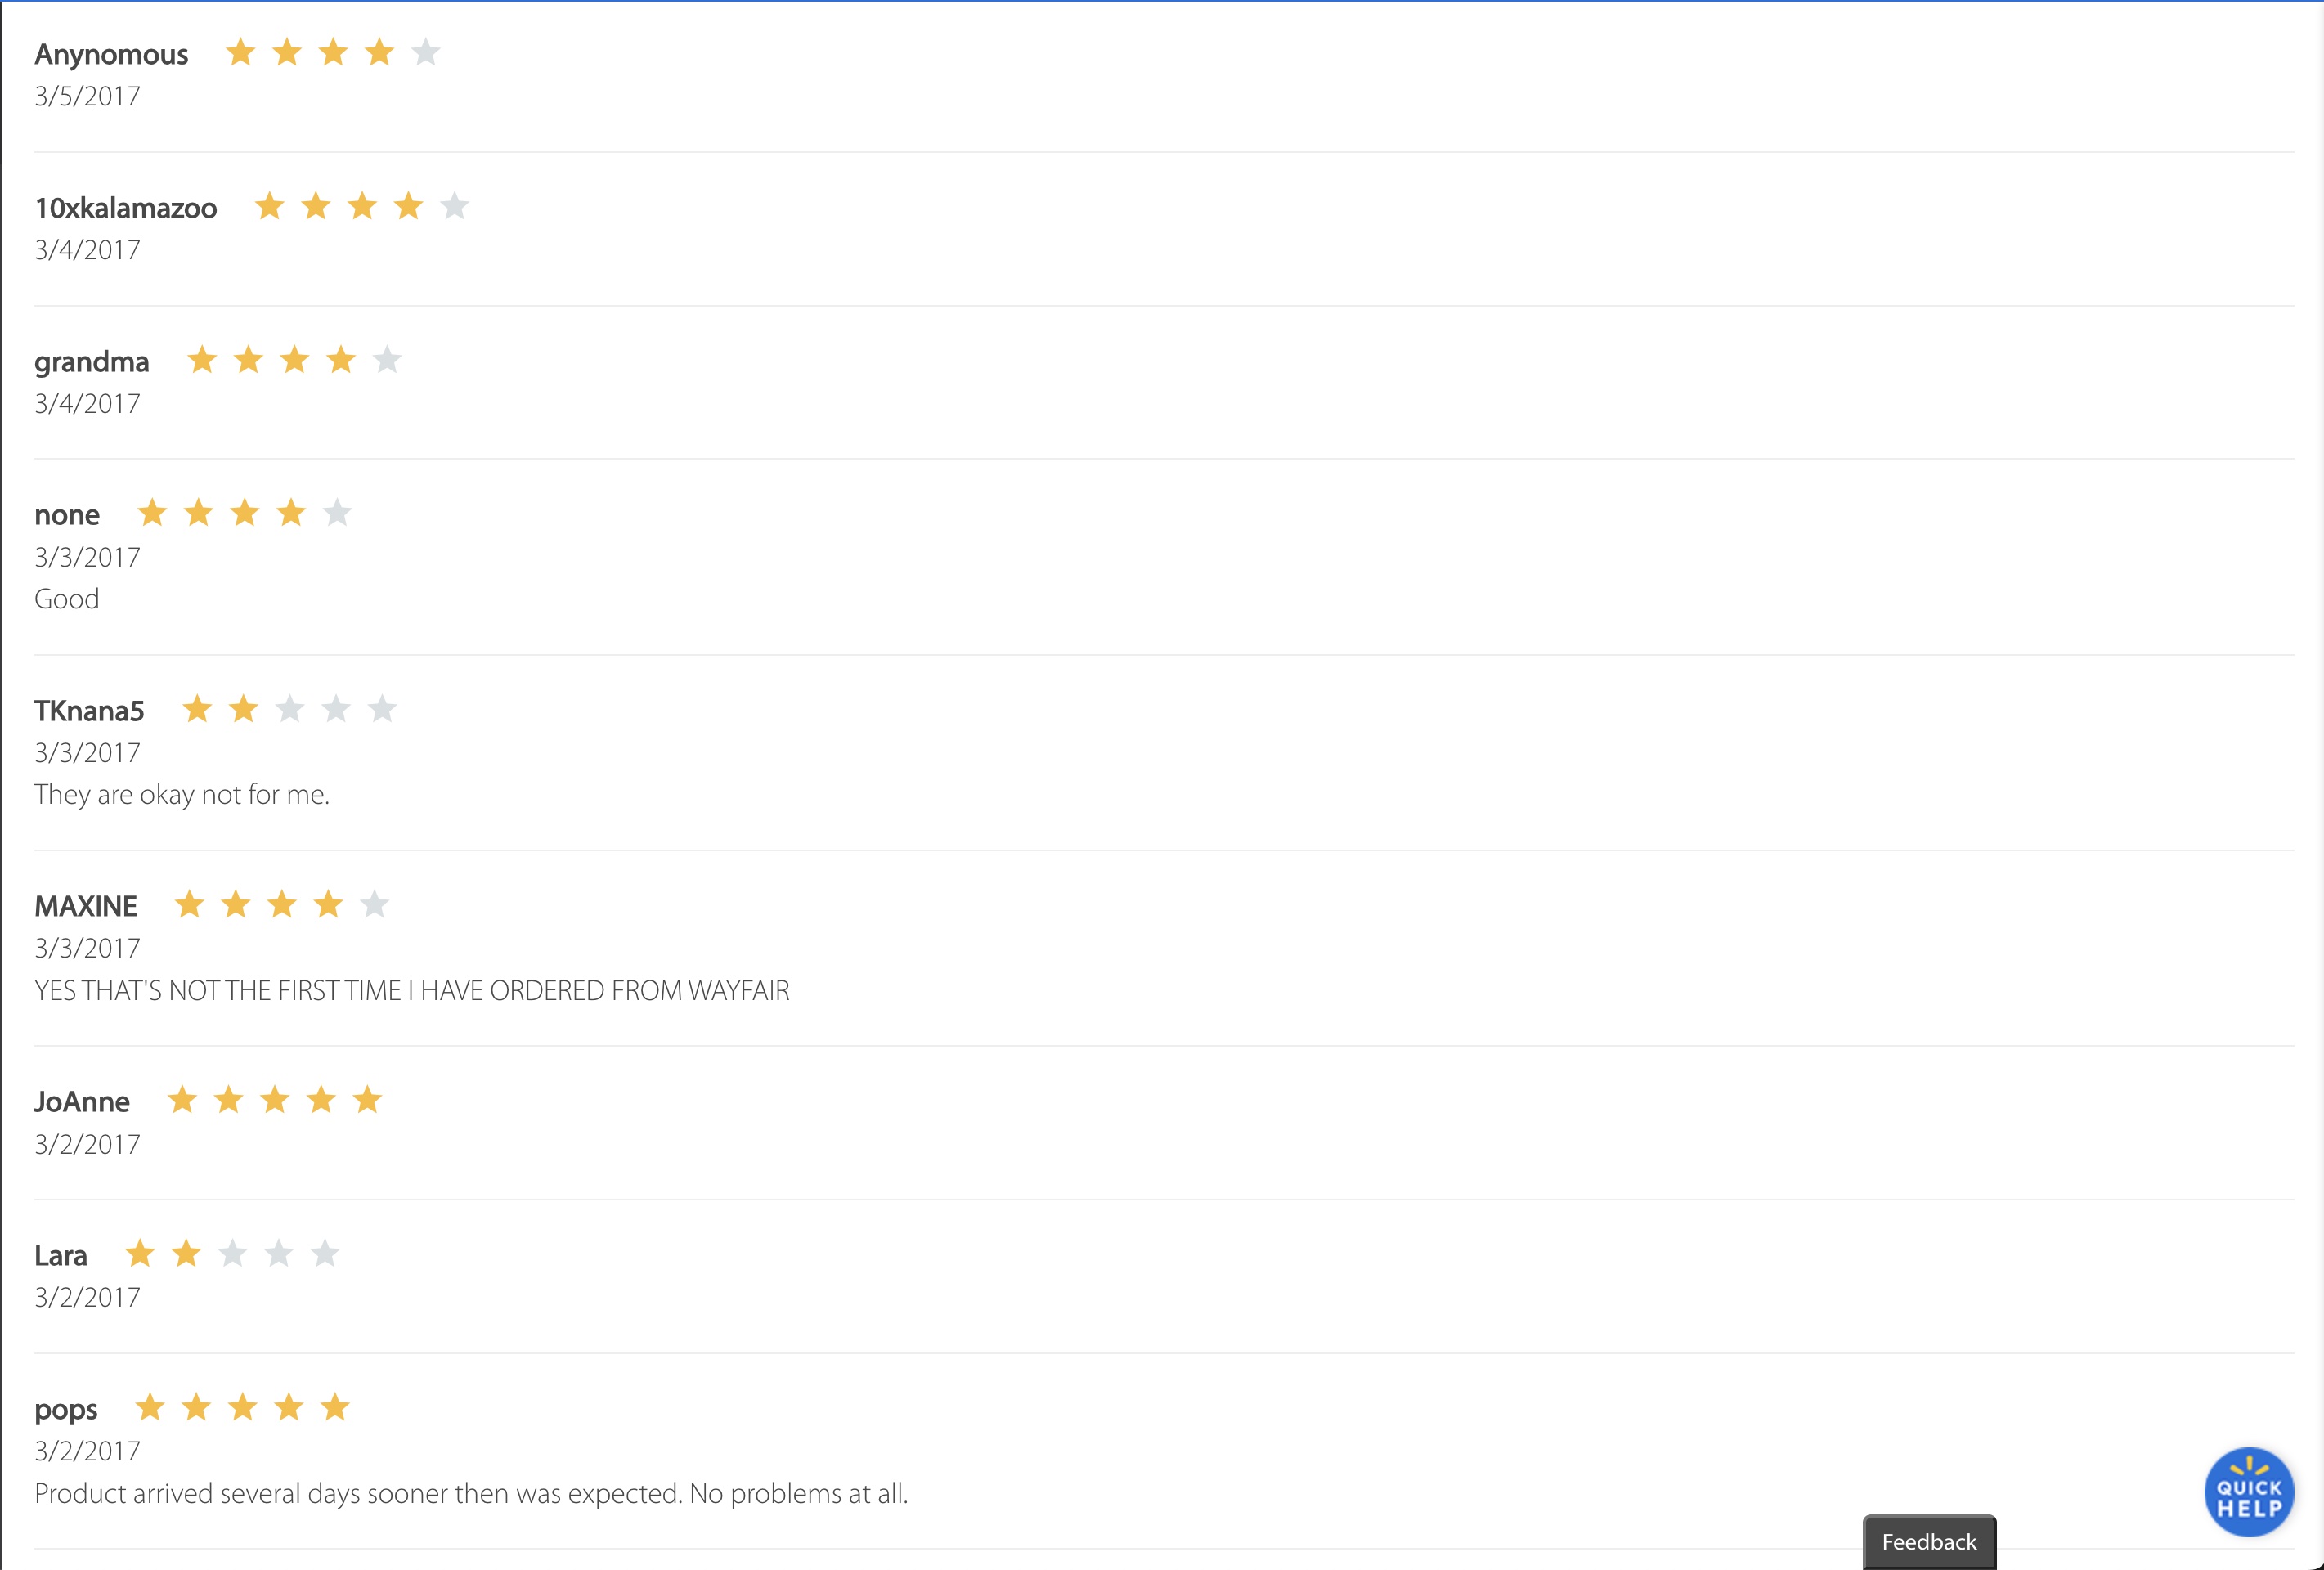 Anynomous
3/5/2017
10xkalamazoo
3/4/2017
grandma
3/4/2017
none
3/3/2017
Good
TKnana5
3/3/2017
They are okay not for me.
MAXINE
3/3/2017
YES THAT'S NOT THE FIRST TIME I HAVE ORDERED FROM WAYFAIR
JoAnne
3/2/2017
Lara
3/2/2017
pops
3/2/2017
Product arrived several days sooner then was expected. No problems at all.
QUICK
HELP
Feedback